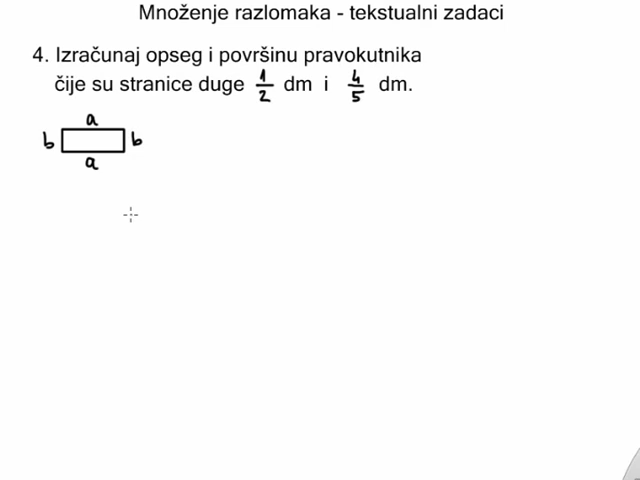 Množenje razlomaka - tekstualni zadaci
4. Izračunaj opseg i površinu pravokutnika
čije su stranice duge 1/2 dm i 4/5 dm.
a
b b
a